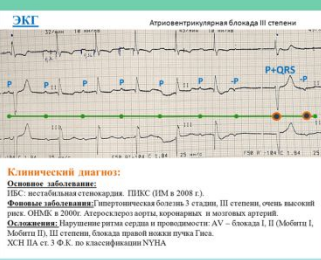 ЭКГ
Атриовентрикулярная блокада III степени
P+QRS
P P P P P P -P -P
II
III
Клинический диагноз:
Основное заболевание:
ИБС: нестабильная стенокардия. ПИКС (ИМ в 2008 г.).
Фоновые заболевания:Гипертоническая болезнь 3 стадии, III степени, очень высокий
риск. ОНМК в 2000г. Атеросклероз аорты, коронарных и мозговых артерий.
Осложнения: Нарушение ритма сердца и проводимости: AV – блокада I, II (Мобитц I,
Мобитц II), III степени, блокада правой ножки пучка Гиса.
ХСН IIA ст. 3 Ф.К. по классификации NYHA